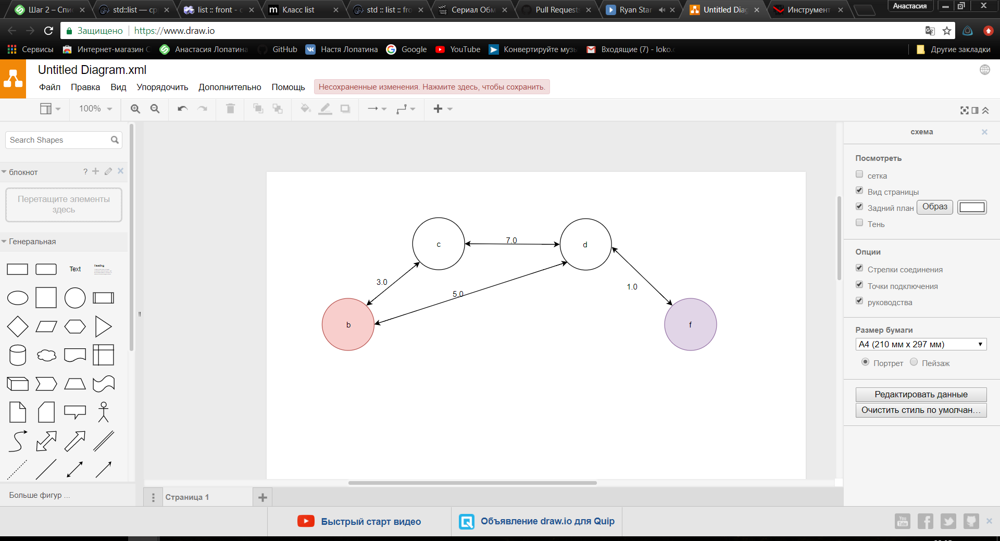 Шаг 2 – Спи
std::list — cp
list :: front - c
Класс list
std :: list :: fro
Сериал Обм
Pull Requests
Ryan Star
Untitled Diag
Инструмент
Анастасия
Защищено
https://www.draw.io
Сервисы
Интернет-магазин C
Анастасия Лопатина
GitHub
Настя Лопатина
Google
YouTube
Конвертируйте музы
Входящие (7) - loko.c
Другие закладки
Untitled Diagram.xml
Файл
Правка
Вид
Упорядочить
Дополнительно
Помощь
Несохраненные изменения. Нажмите здесь, чтобы сохранить.
100%
Search Shapes
блокнот
?
Перетащите элементы
здесь
Генеральная
Text
Heading
Больше фигур ...
c
7.0
d
3.0
5.0
1.0
b
f
схема
Посмотреть
сетка
Вид страницы
Задний план
Образ
Тень
Опции
Стрелки соединения
Точки подключения
руководства
Размер бумаги
A4 (210 мм x 297 мм)
Портрет
Пейзаж
Редактировать данные
Очистить стиль по умолчан...
Страница 1
Быстрый старт видео
Объявление draw.io для Quip
You
Tube